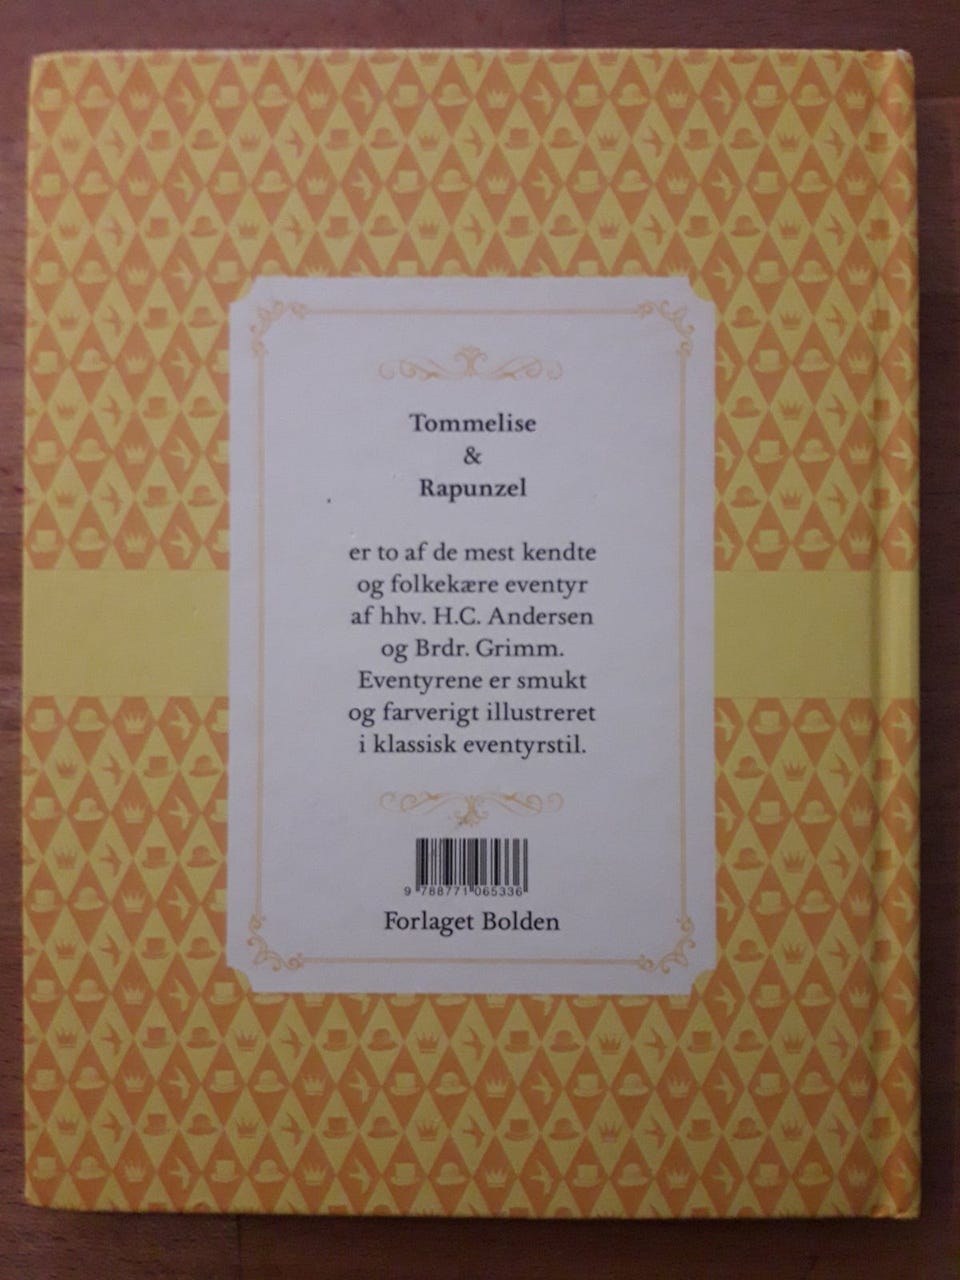 Tommelise
&
Rapunzel
er to af de mest kendte
og folkekære eventyr
af hhv. H.C. Andersen
og Brdr. Grimm.
Eventyrene er smukt
og farverigt illustreret
i klassisk eventyrstil.
9 788771 065336
Forlaget Bolden